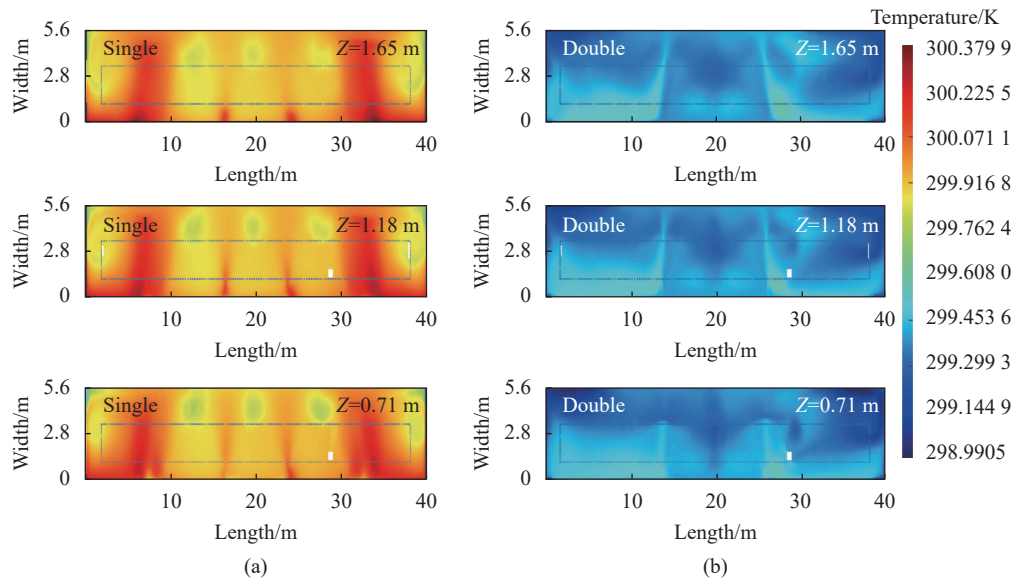 Temperature/K
5.6
2.8
0
Width/m
Single
Z=1.65 m
10
20
30
40
Length/m
5.6
2.8
0
Width/m
Double
Z=1.65 m
10
20
30
40
Length/m
5.6
2.8
0
Width/m
Single
Z=1.18 m
10
20
30
40
Length/m
5.6
2.8
0
Width/m
Double
Z=1.18 m
10
20
30
40
Length/m
5.6
2.8
0
Width/m
Single
Z=0.71 m
10
20
30
40
Length/m
(a)
5.6
2.8
0
Width/m
Double
Z=0.71 m
10
20
30
40
Length/m
(b)
300.379 9
300.225 5
300.071 1
299.916 8
299.762 4
299.608 0
299.453 6
299.299 3
299.144 9
298.9905